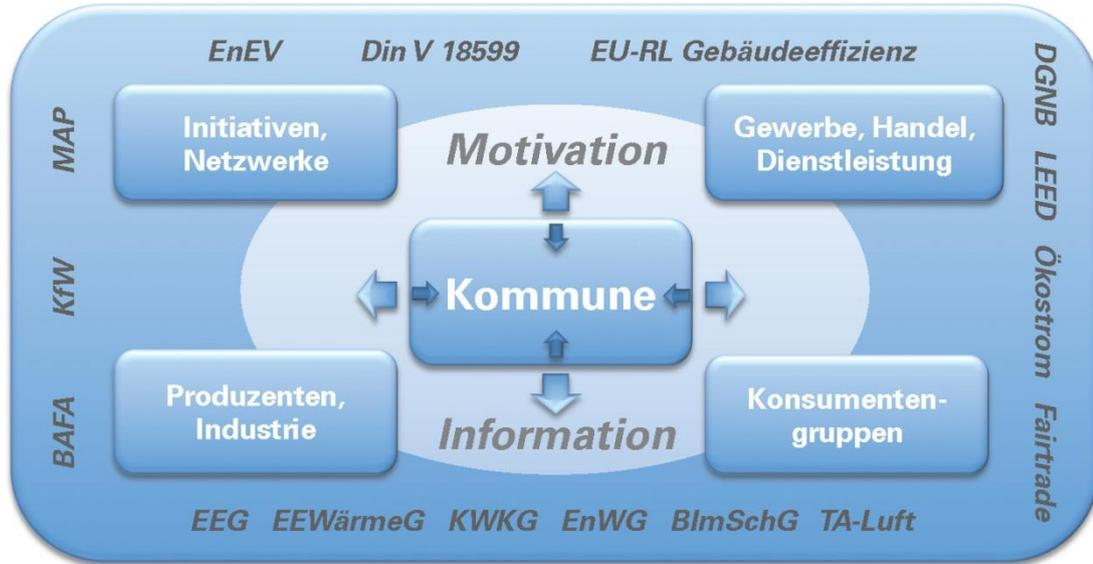 EnEV Din V 18599 EU-RL Gebäudeeffizienz
MAP
KfW
BAFA
Initiativen,
Netzwerke
Motivation
Gewerbe, Handel,
Dienstleistung
Kommune
Produzenten,
Industrie
Information
Konsumenten-
gruppen
DGNB LEED Ökostrom Fairtrade
EEG EEWärmeG KWKG EnWG BImSchG TA-Luft